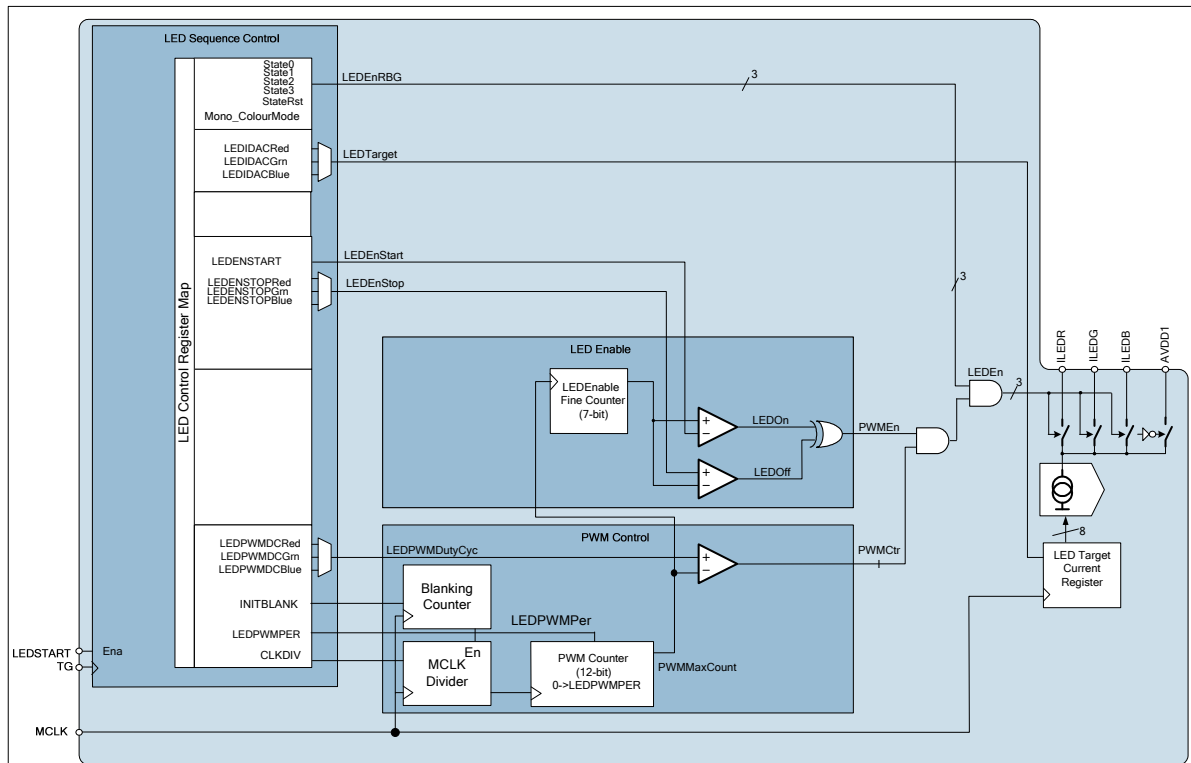 LED Sequence Control
LED Control Register Map
State0
State1
State2
State3
StateRst
Mono_ColourMode
LEDEnRBG
3
LEDIDACRed
LEDIDACGrn
LEDIDACBlue
LEDTarget
LEDENSTART
LEDEnStart
LEDENSTOPRed
LEDENSTOPGrn
LEDENSTOPBlue
LEDEnStop
3
LED Enable
LEDEnable
Fine Counter
(7-bit)
+
−
LEDOn
+
−
LEDOff
PWMEn
LEDEn
3
ILEDR
ILEDG
ILEDB
AVDD1
8
LED Target
Current
Register
PWM Control
LEDPWMDCRed
LEDPWMDCGrn
LEDPWMDCBlue
LEDPWMDutyCyc
+
−
PWMCtr
INITBLANK
Blanking
Counter
LEDPWMPER
LEDPWMPer
CLKDIV
En
MCLK
Divider
PWM Counter
(12-bit)
0->LEDPWMPER
PWMMaxCount
LEDSTART
Ena
TG
MCLK